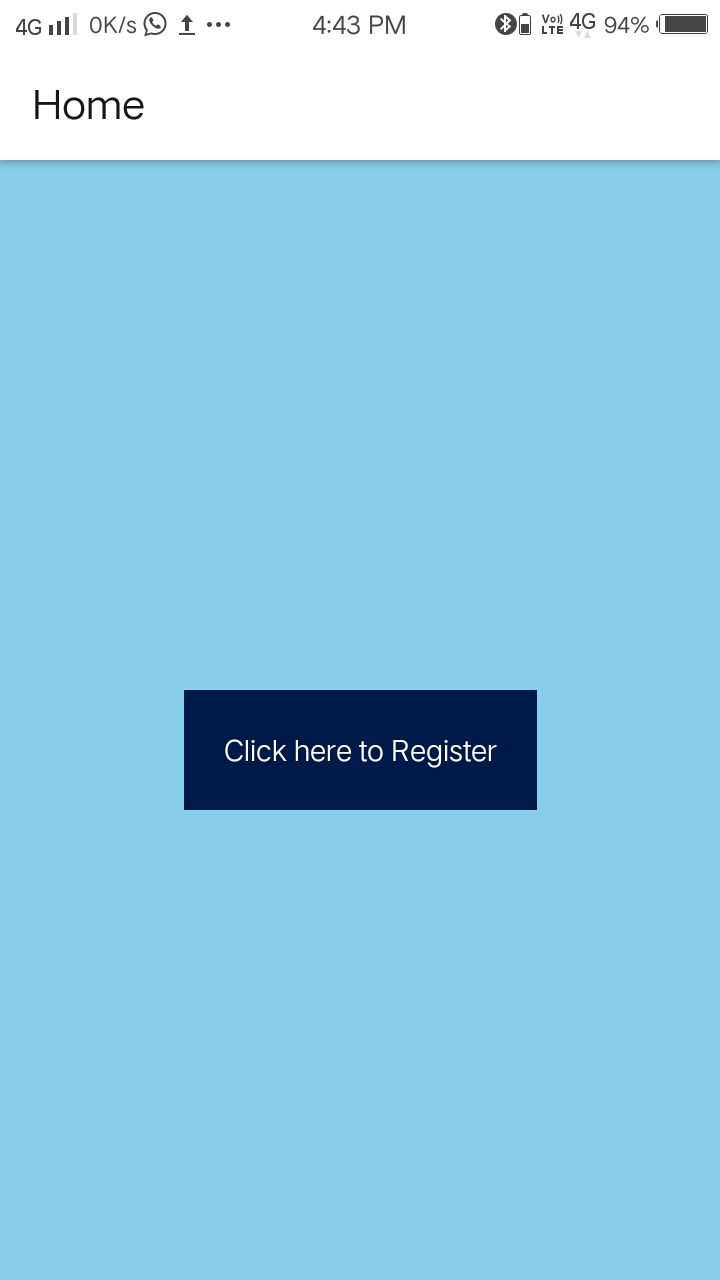 4G 0K/s 4:43 PM Vo)) LTE 4G 94%
Home
Click here to Register